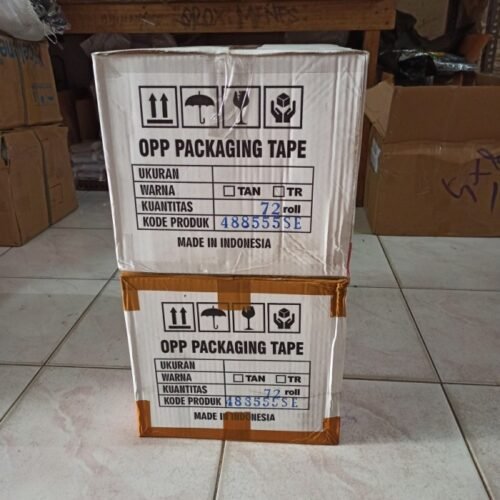 OPP PACKAGING TAPE
UKURAN
WARNA TAN TR
KUANTITAS 72 roll
KODE PRODUK 488555SE
MADE IN INDONESIA
OPP PACKAGING TAPE
UKURAN
WARNA TAN TR
KUANTITAS 72 roll
KODE PRODUK 488555SE
MADE IN INDONESIA